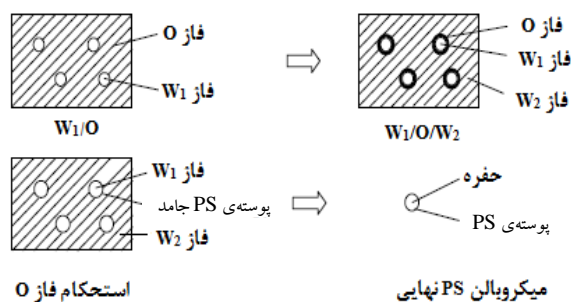 فاز O
فاز W1
W1/O
فاز O
فاز W1
فاز W2
W1/O/W2
فاز W1
پوسته‌ی PS جامد
فاز W2
استحکام فاز O
حفره
پوسته‌ی PS
میکروبالن PS نهایی